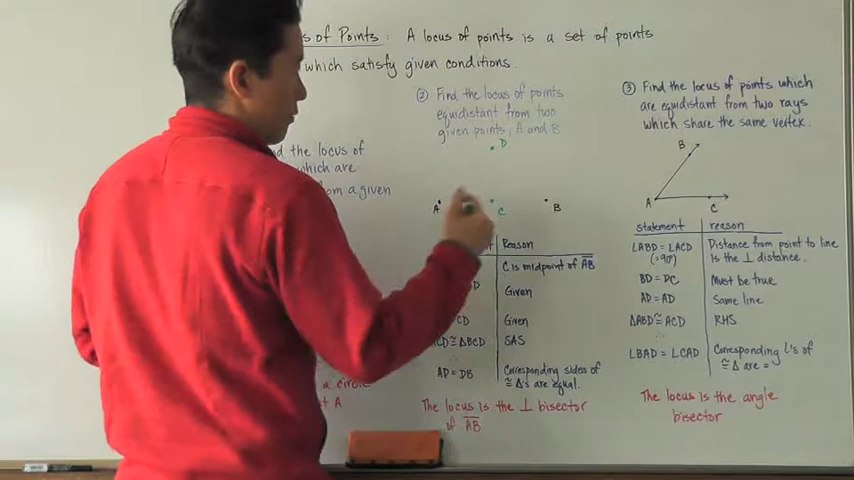 s of Points: A locus of points is a set of points
which satisfy given conditions.
d the locus of
which are
from a given
a circle
t A
② Find the locus of points
equidistant from two
given points, A and B
D
A
C
B
Reason
C is midpoint of AB
Given
CD Given
ACD ≅ ΔBCD SAS
∴
AD = DB Corresponding sides of
≅ Δ's are equal.
The locus is the ⊥ bisector
of AB
③ Find the locus of points which
are equidistant from two rays
which share the same vertex.
B
A
C
statement reason
LABD = LACD Distance from point to line
(=90°) is the ⊥ distance.
BD = DC Must be true
AD = AD Same line
ΔABD ≅ ACD RHS
∴
LBAD = LCAD Corresponding L's of
≅ Δ are =
The locus is the angle
bisector